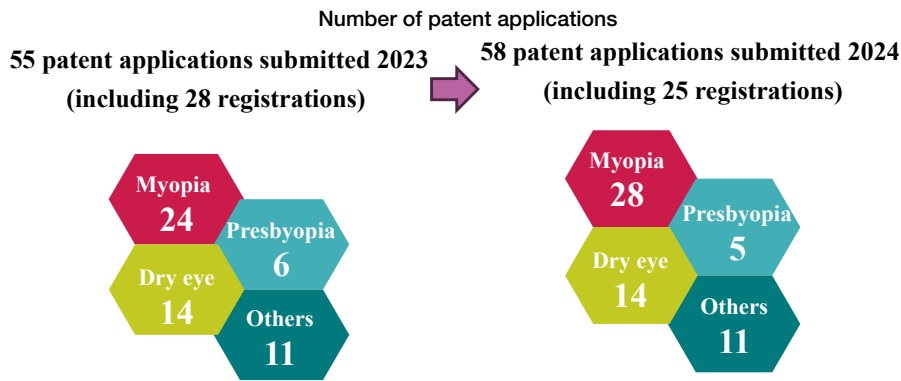 Number of patent applications
55 patent applications submitted 2023
(including 28 registrations)
58 patent applications submitted 2024
(including 25 registrations)
Myopia
24
Presbyopia
6
Dry eye
14
Others
11
Myopia
28
Presbyopia
5
Dry eye
14
Others
11